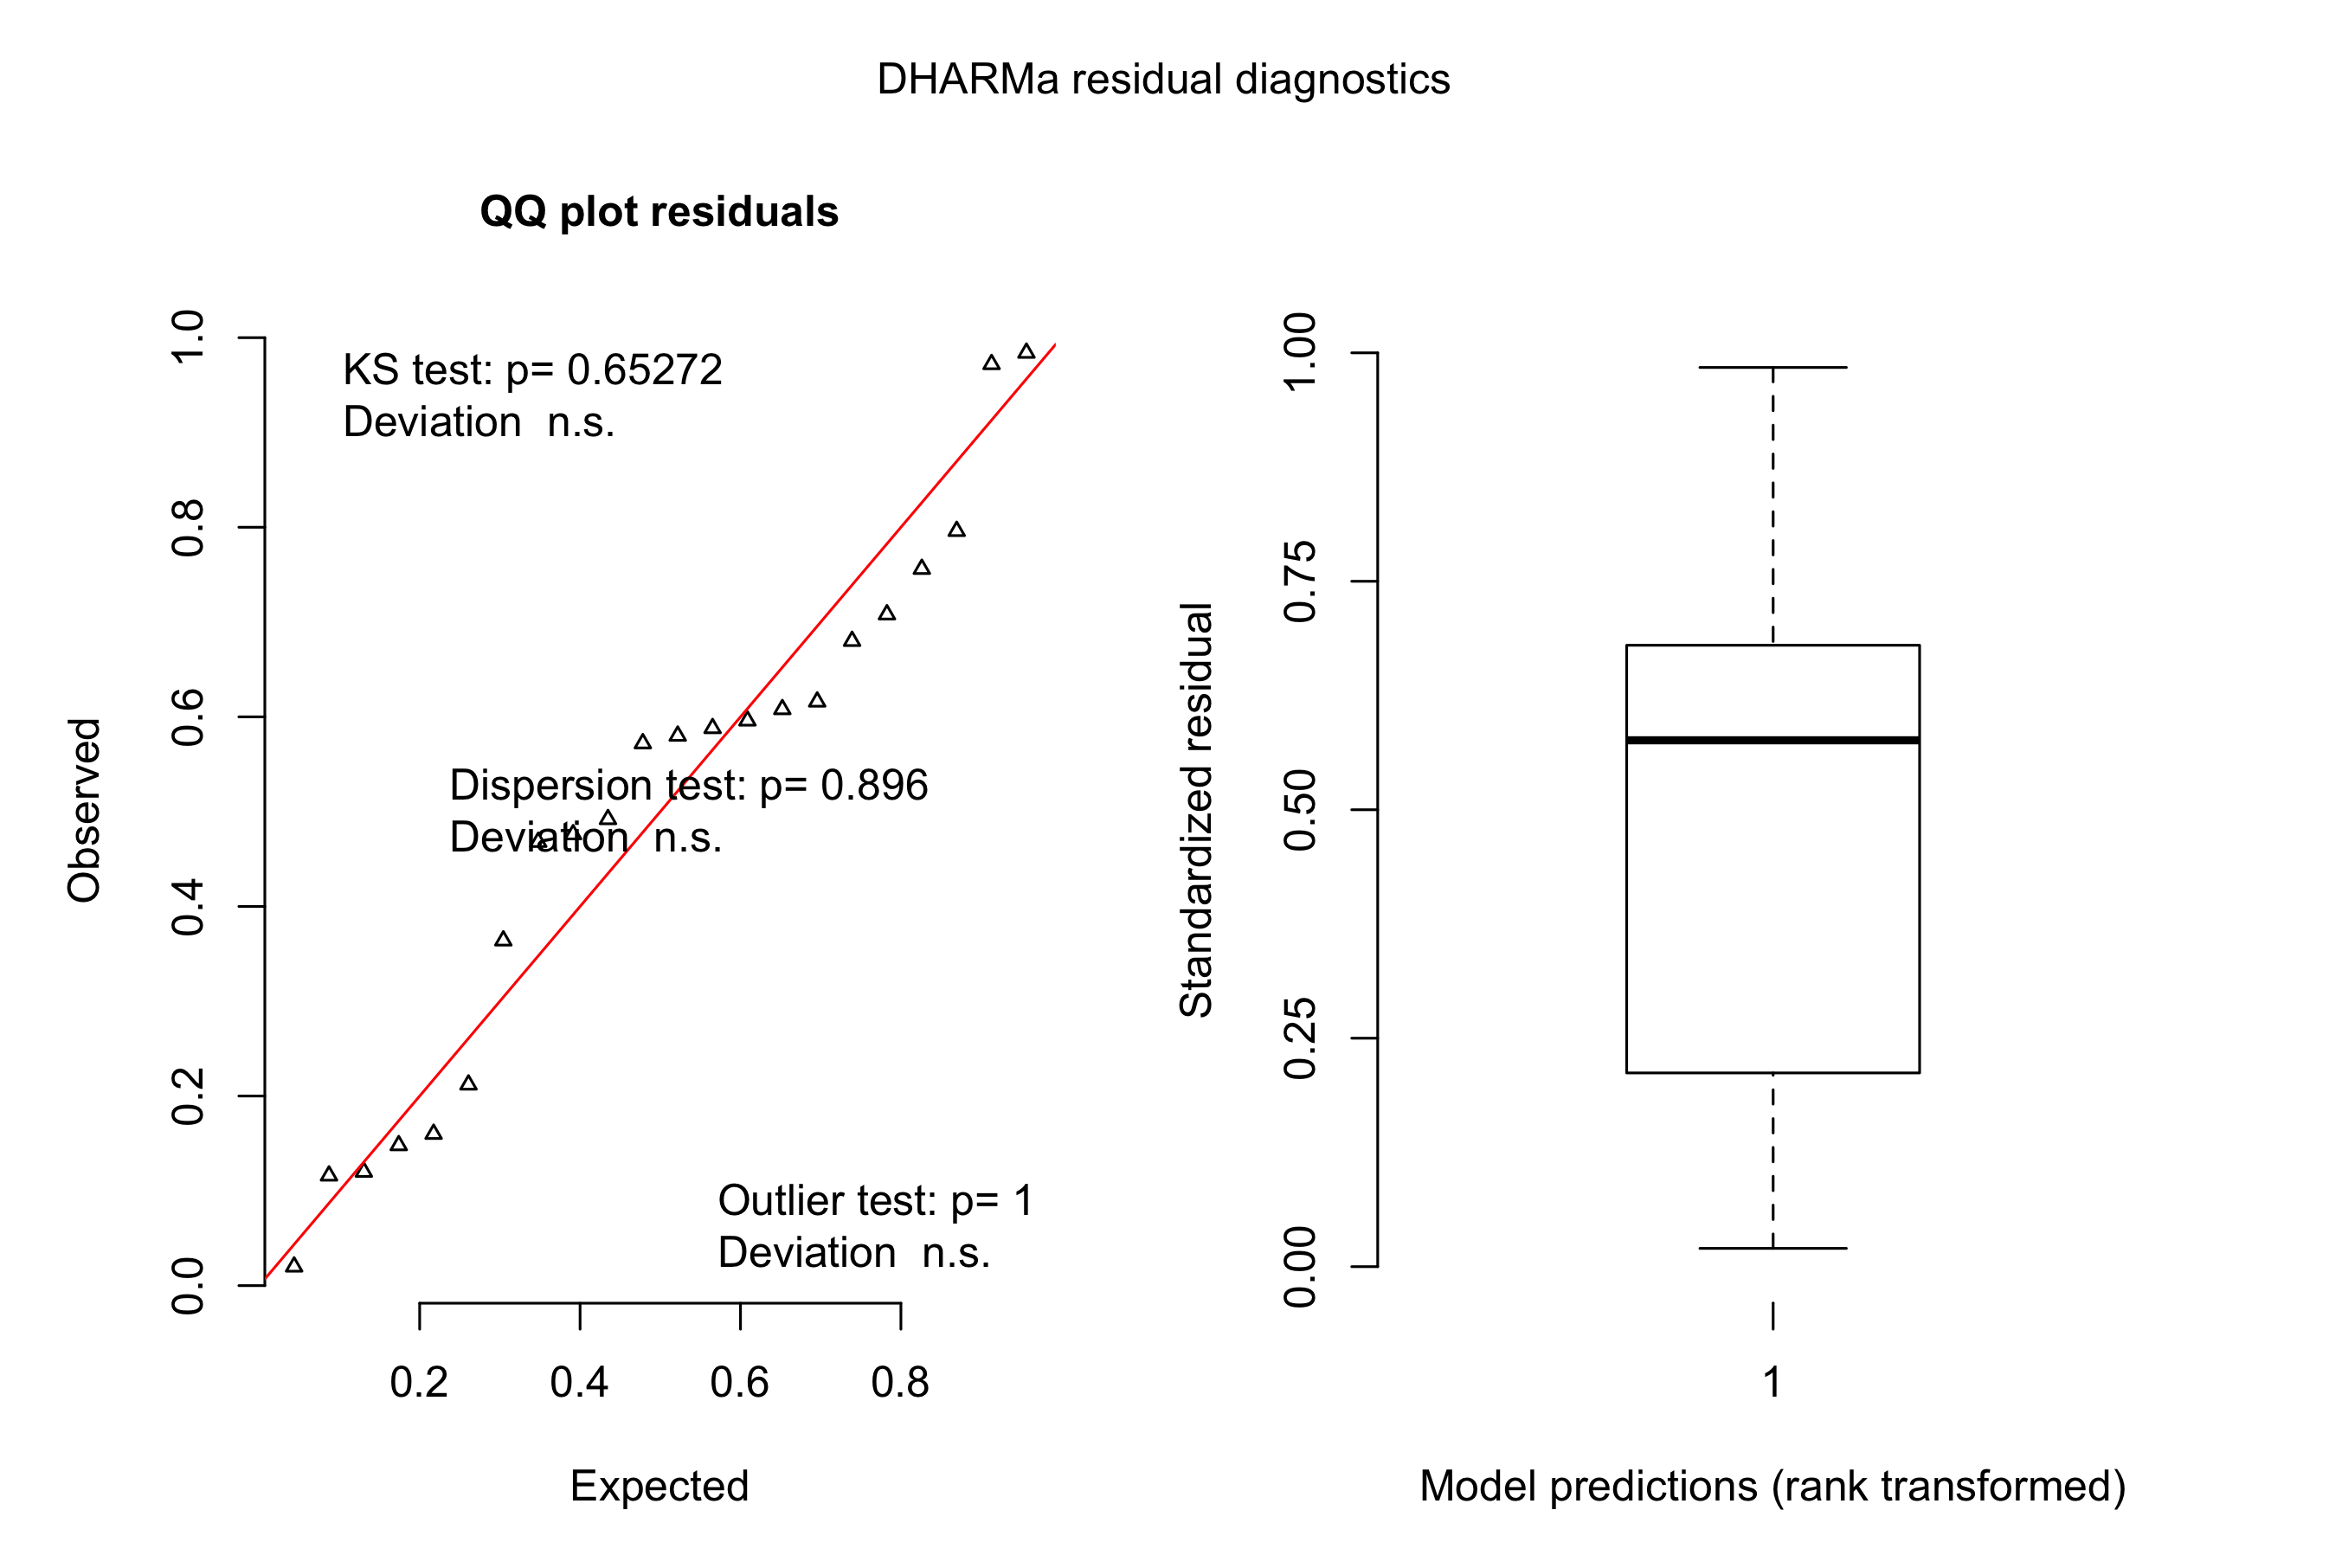 DHARMa residual diagnostics
QQ plot residuals
1.0
0.8
0.6
0.4
0.2
0.0
Observed
KS test: p= 0.65272
Deviation  n.s.
Dispersion test: p= 0.896
Deviation  n.s.
Outlier test: p= 1
Deviation  n.s.
0.2 0.4 0.6 0.8
Expected
1.00
0.75
0.50
0.25
0.00
Standardized residual
1
Model predictions (rank transformed)